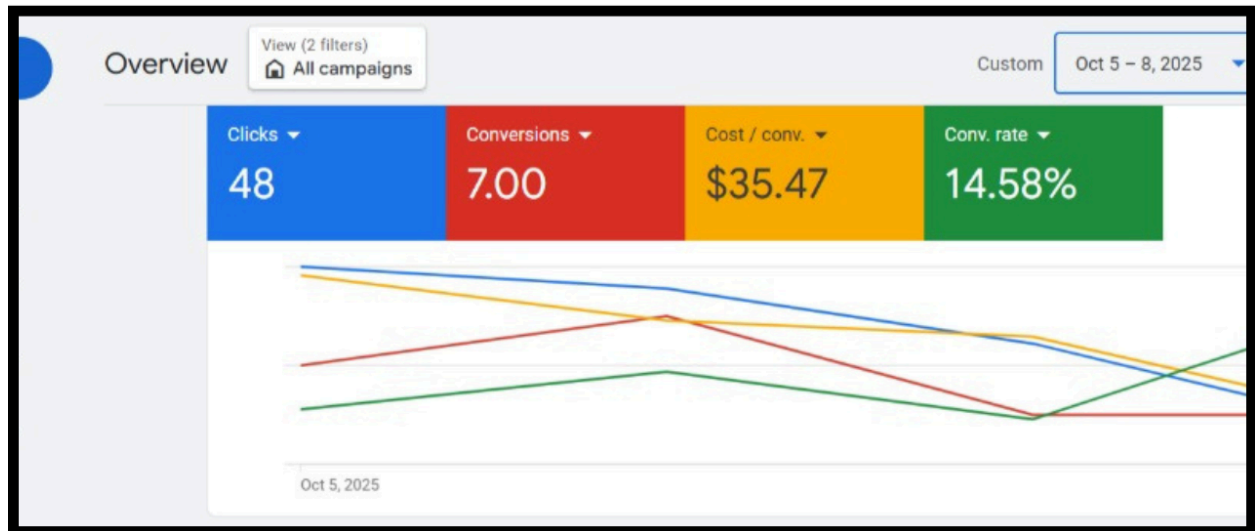 Overview
View (2 filters)
All campaigns
Custom
Oct 5 – 8, 2025
Clicks
48
Conversions
7.00
Cost / conv.
$35.47
Conv. rate
14.58%
Oct 5, 2025